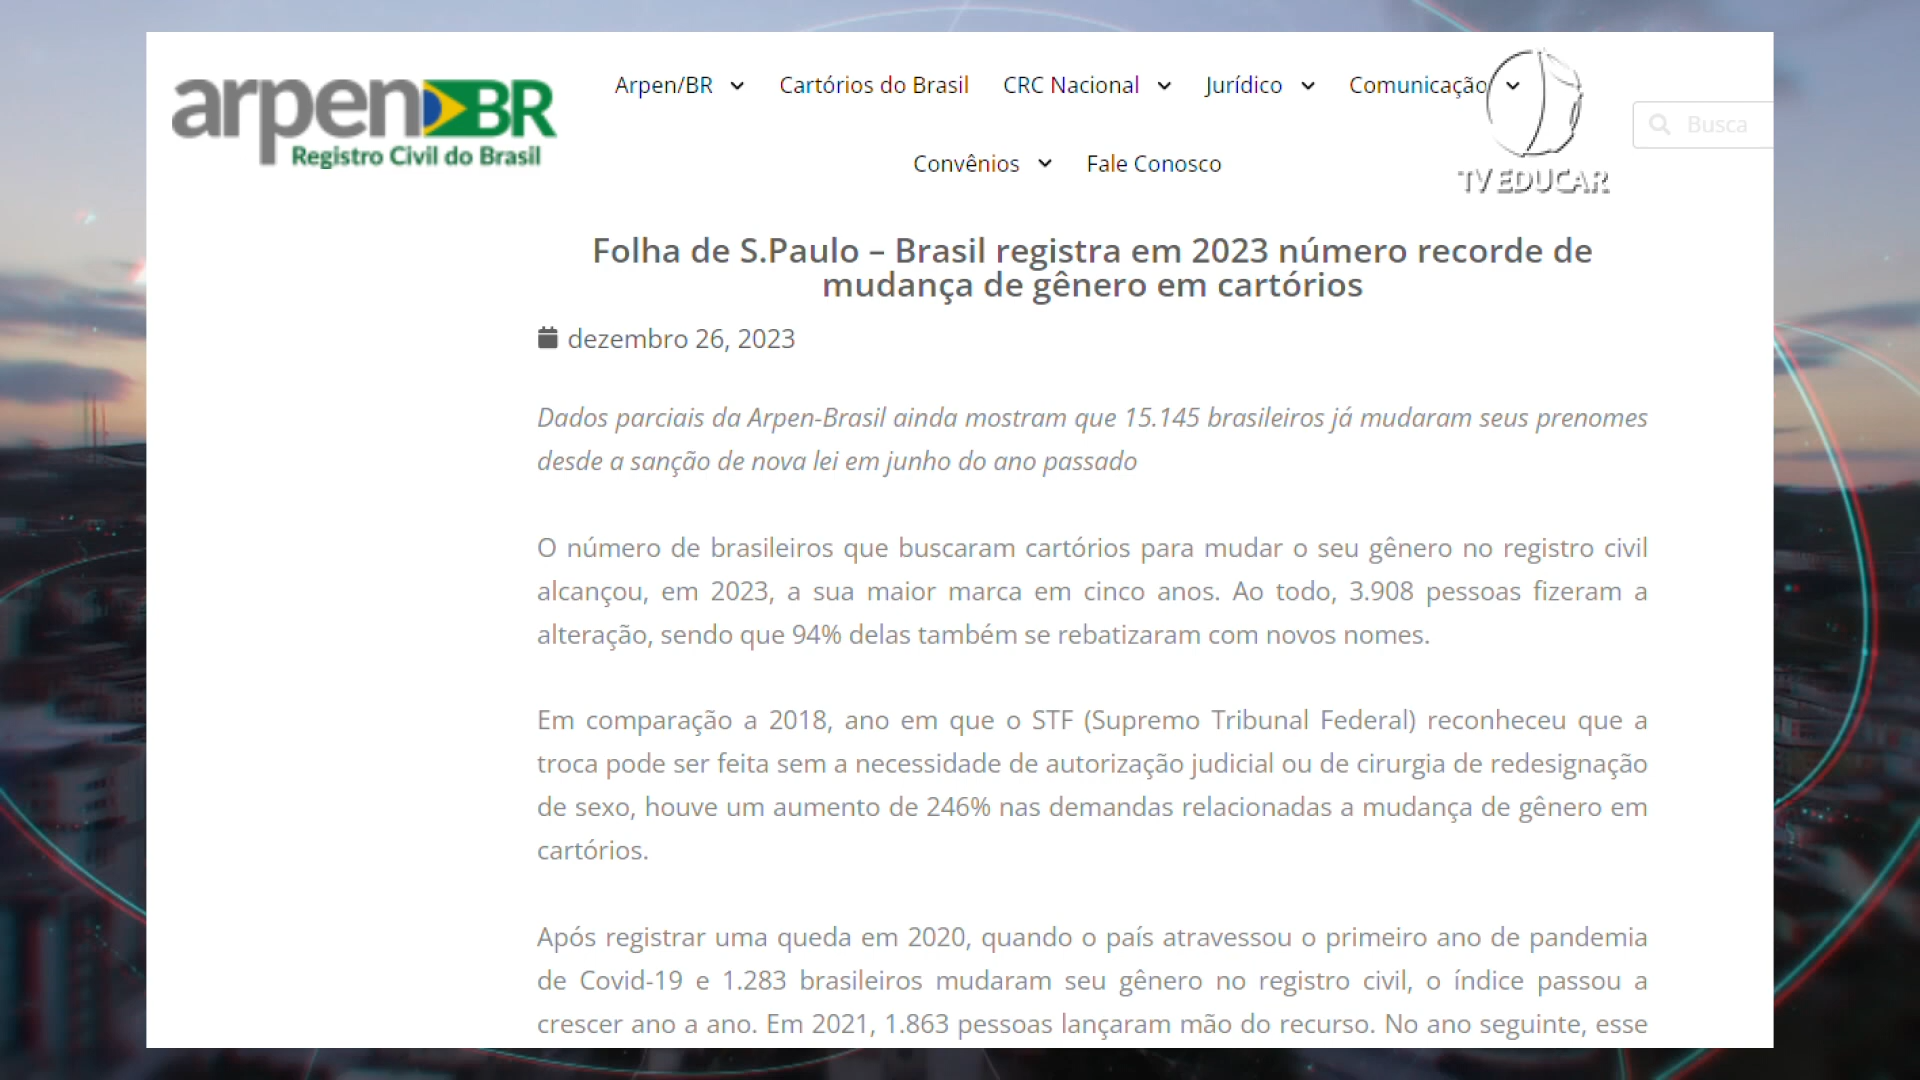 arpenBR
Registro Civil do Brasil
Arpen/BR
Cartórios do Brasil
CRC Nacional
Jurídico
Comunicação
Convênios
Fale Conosco
Busca
TV EDUCAR
Folha de S.Paulo – Brasil registra em 2023 número recorde de
mudança de gênero em cartórios
dezembro 26, 2023
Dados parciais da Arpen-Brasil ainda mostram que 15.145 brasileiros já mudaram seus prenomes
desde a sanção de nova lei em junho do ano passado
O número de brasileiros que buscaram cartórios para mudar o seu gênero no registro civil
alcançou, em 2023, a sua maior marca em cinco anos. Ao todo, 3.908 pessoas fizeram a
alteração, sendo que 94% delas também se rebatizaram com novos nomes.
Em comparação a 2018, ano em que o STF (Supremo Tribunal Federal) reconheceu que a
troca pode ser feita sem a necessidade de autorização judicial ou de cirurgia de redesignação
de sexo, houve um aumento de 246% nas demandas relacionadas a mudança de gênero em
cartórios.
Após registrar uma queda em 2020, quando o país atravessou o primeiro ano de pandemia
de Covid-19 e 1.283 brasileiros mudaram seu gênero no registro civil, o índice passou a
crescer ano a ano. Em 2021, 1.863 pessoas lançaram mão do recurso. No ano seguinte, esse